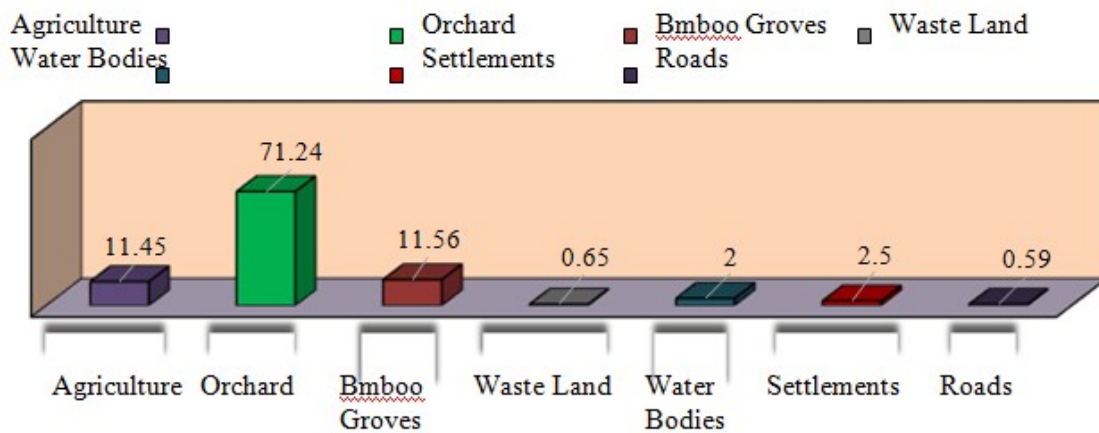 Agriculture Orchard Bmboo Groves Waste Land
Water Bodies Settlements Roads
71.24
11.45 11.56 0.65 2 2.5 0.59
Agriculture Orchard Bmboo Waste Land Water Settlements Roads
Groves Bodies